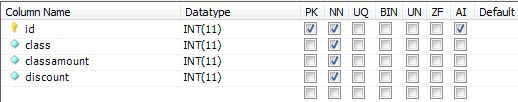 Column Name Datatype PK NN UQ BIN UN ZF AI Default
id INT(11)
class INT(11)
classamount INT(11)
discount INT(11)